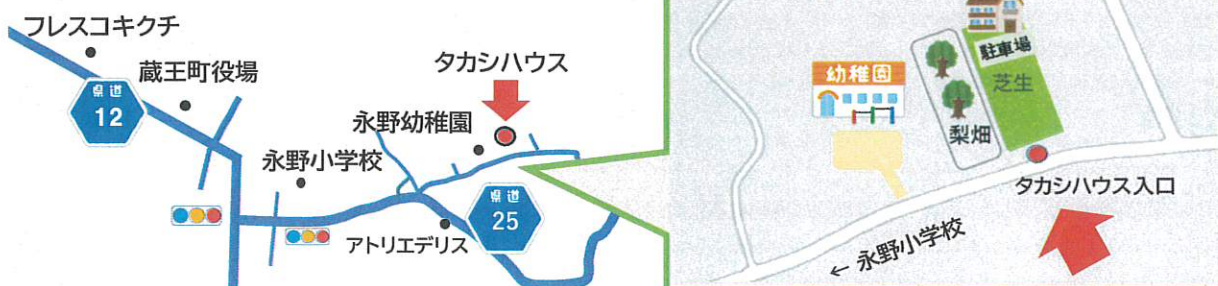 フレスコキクチ
蔵王町役場
県道
12
タカシハウス
永野幼稚園
永野小学校
県道
25
アトリエデリス
幼稚園
駐車場
芝生
梨畑
タカシハウス入口
← 永野小学校